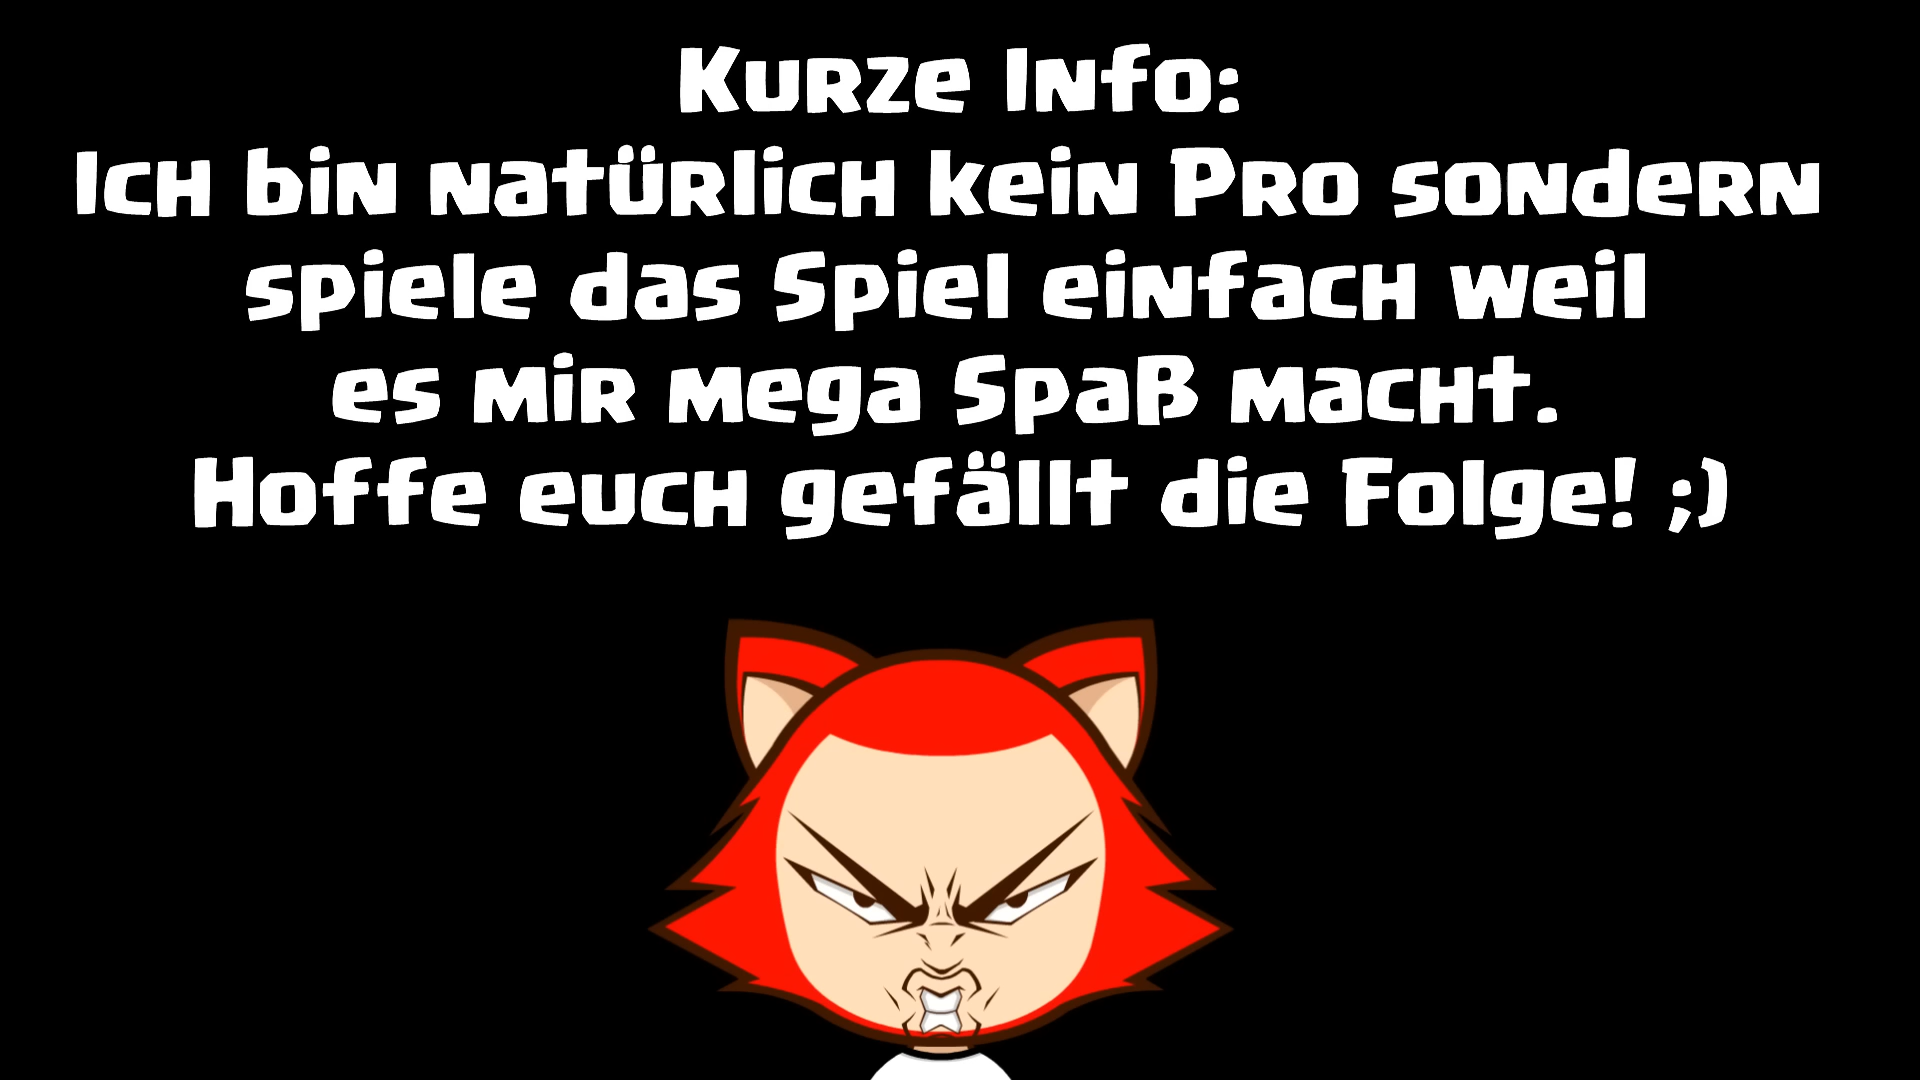 Kurze Info:
Ich bin natürlich kein Pro sondern
spiele das Spiel einfach weil
es mir mega Spaß macht.
Hoffe euch gefällt die Folge! ;)